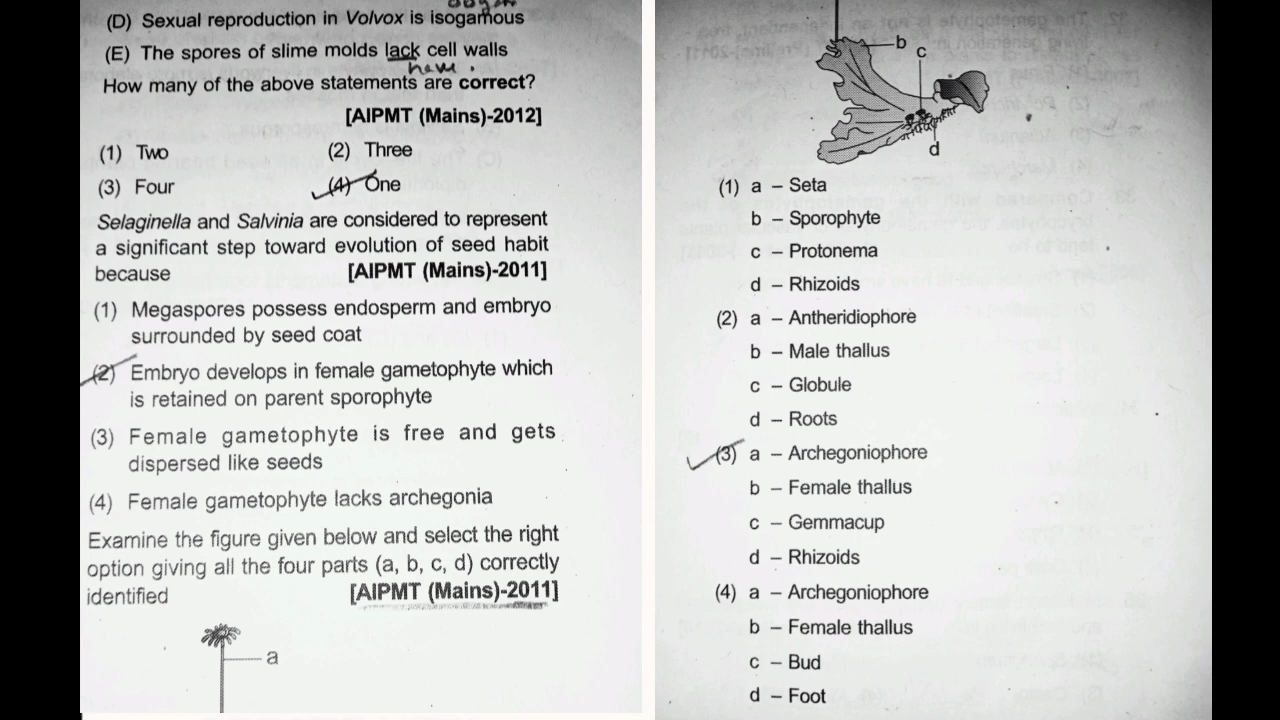 oogam
(D) Sexual reproduction in Volvox is isogamous
(E) The spores of slime molds lack cell walls
have.
How many of the above statements are correct?
[AIPMT (Mains)-2012]
(1) Two (2) Three
(3) Four (4) One
Selaginella and Salvinia are considered to represent
a significant step toward evolution of seed habit
because [AIPMT (Mains)-2011]
(1) Megaspores possess endosperm and embryo
surrounded by seed coat
(2) Embryo develops in female gametophyte which
is retained on parent sporophyte
(3) Female gametophyte is free and gets
dispersed like seeds
(4) Female gametophyte lacks archegonia
Examine the figure given below and select the right
option giving all the four parts (a, b, c, d) correctly
identified [AIPMT (Mains)-2011]
a
b
c
d
(1) a – Seta
b – Sporophyte
c – Protonema
d – Rhizoids
(2) a – Antheridiophore
b – Male thallus
c – Globule
d – Roots
(3) a – Archegoniophore
b – Female thallus
c – Gemmacup
d – Rhizoids
(4) a – Archegoniophore
b – Female thallus
c – Bud
d – Foot